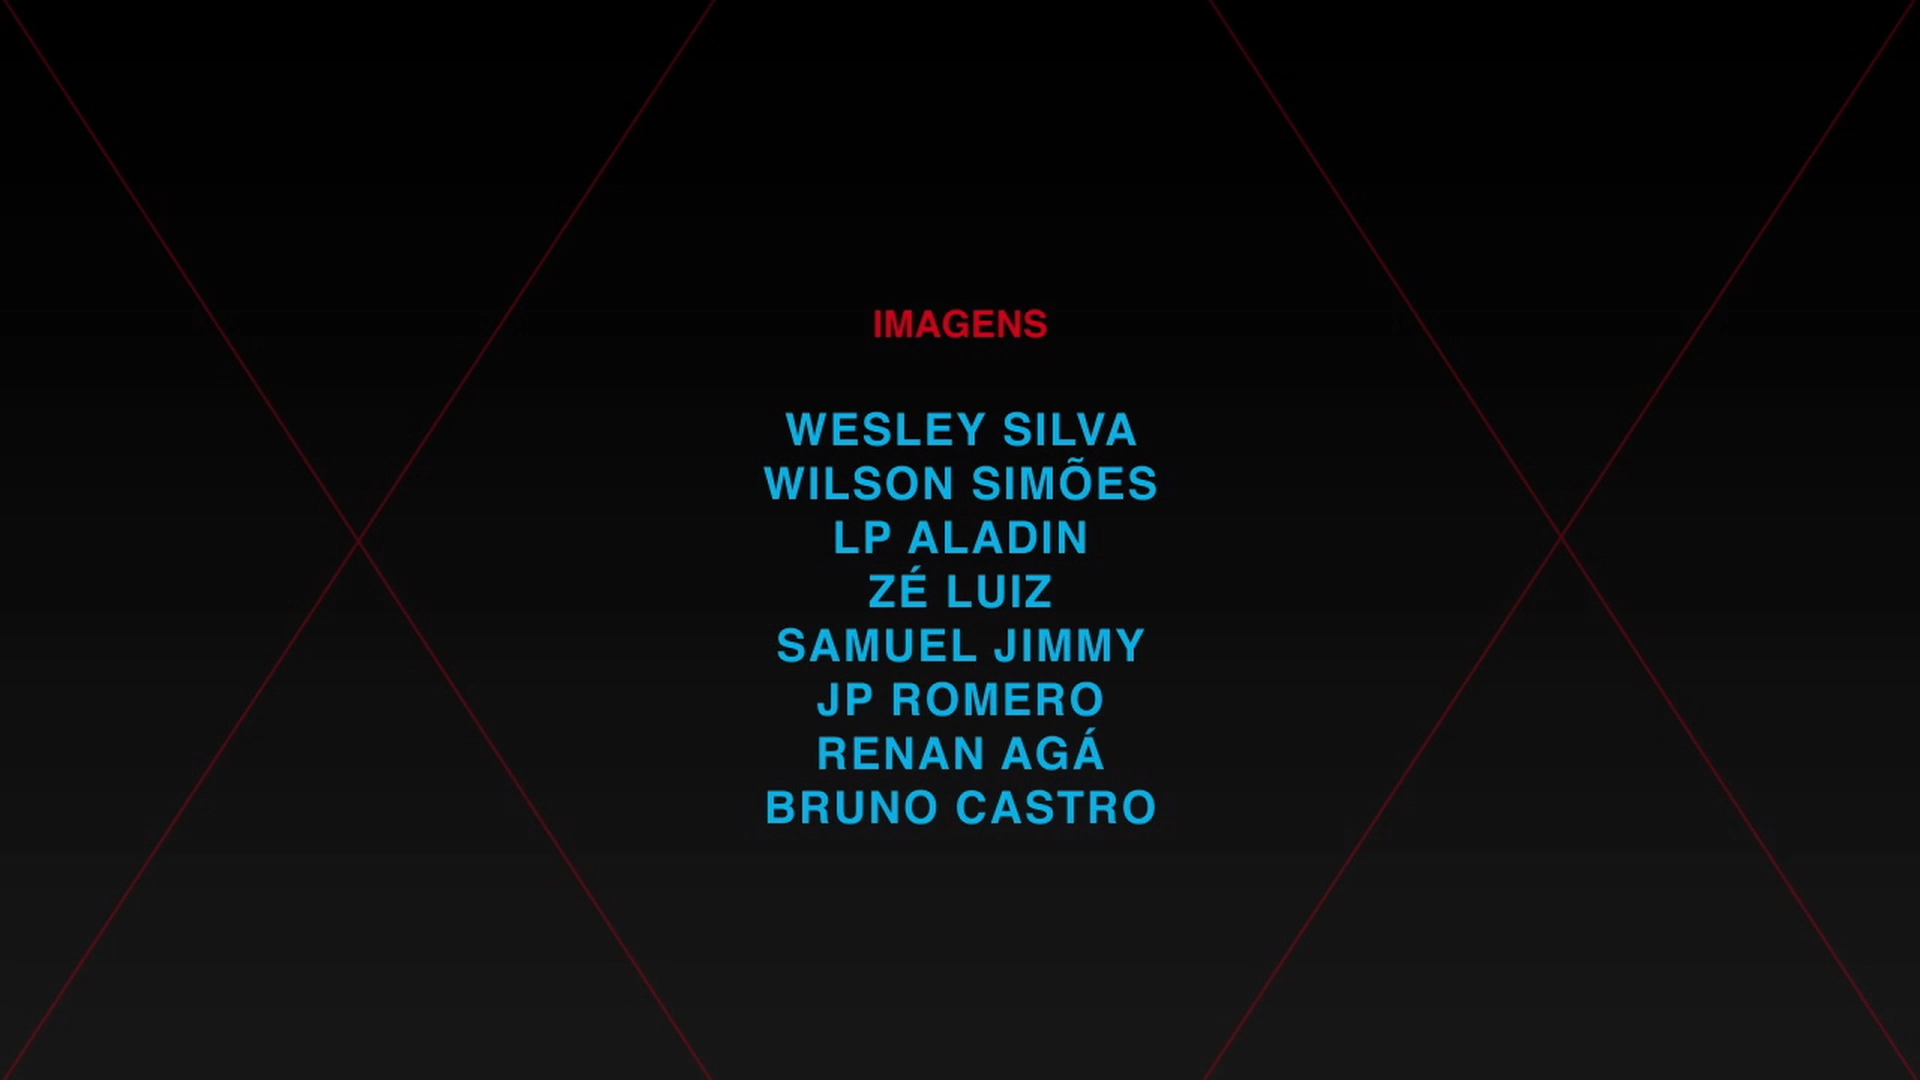 IMAGENS
WESLEY SILVA
WILSON SIMÕES
LP ALADIN
ZÉ LUIZ
SAMUEL JIMMY
JP ROMERO
RENAN AGÁ
BRUNO CASTRO